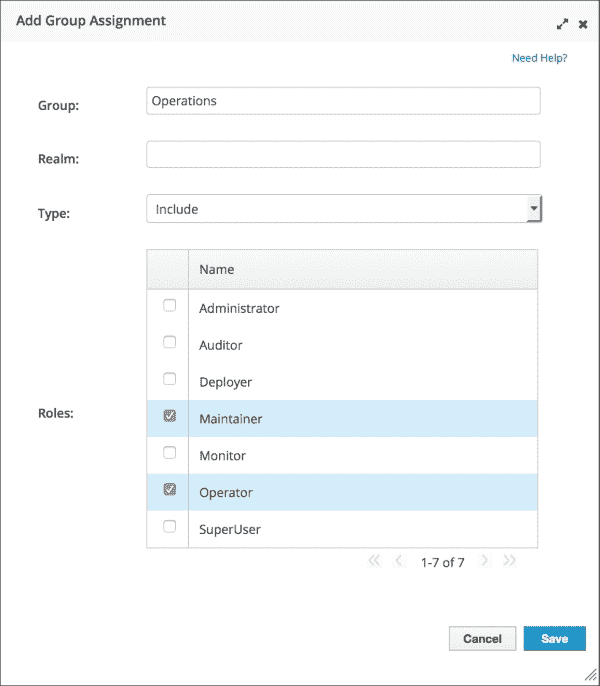 Add Group Assignment
Need Help?
Group: Operations
Realm:
Type: Include
Name
Administrator
Auditor
Deployer
Roles: Maintainer
Monitor
Operator
SuperUser
1-7 of 7
Cancel Save